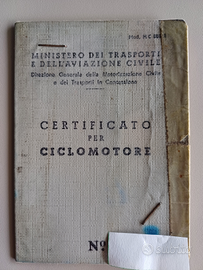 Mod. M C
MINISTERO DEI TRASPORTI
E DELL'AVIAZIONE CIVILE
Direzione Generale della Motorizzazione Civile
e dei Trasporti in Concessione
CERTIFICATO
PER
CICLOMOTORE
No